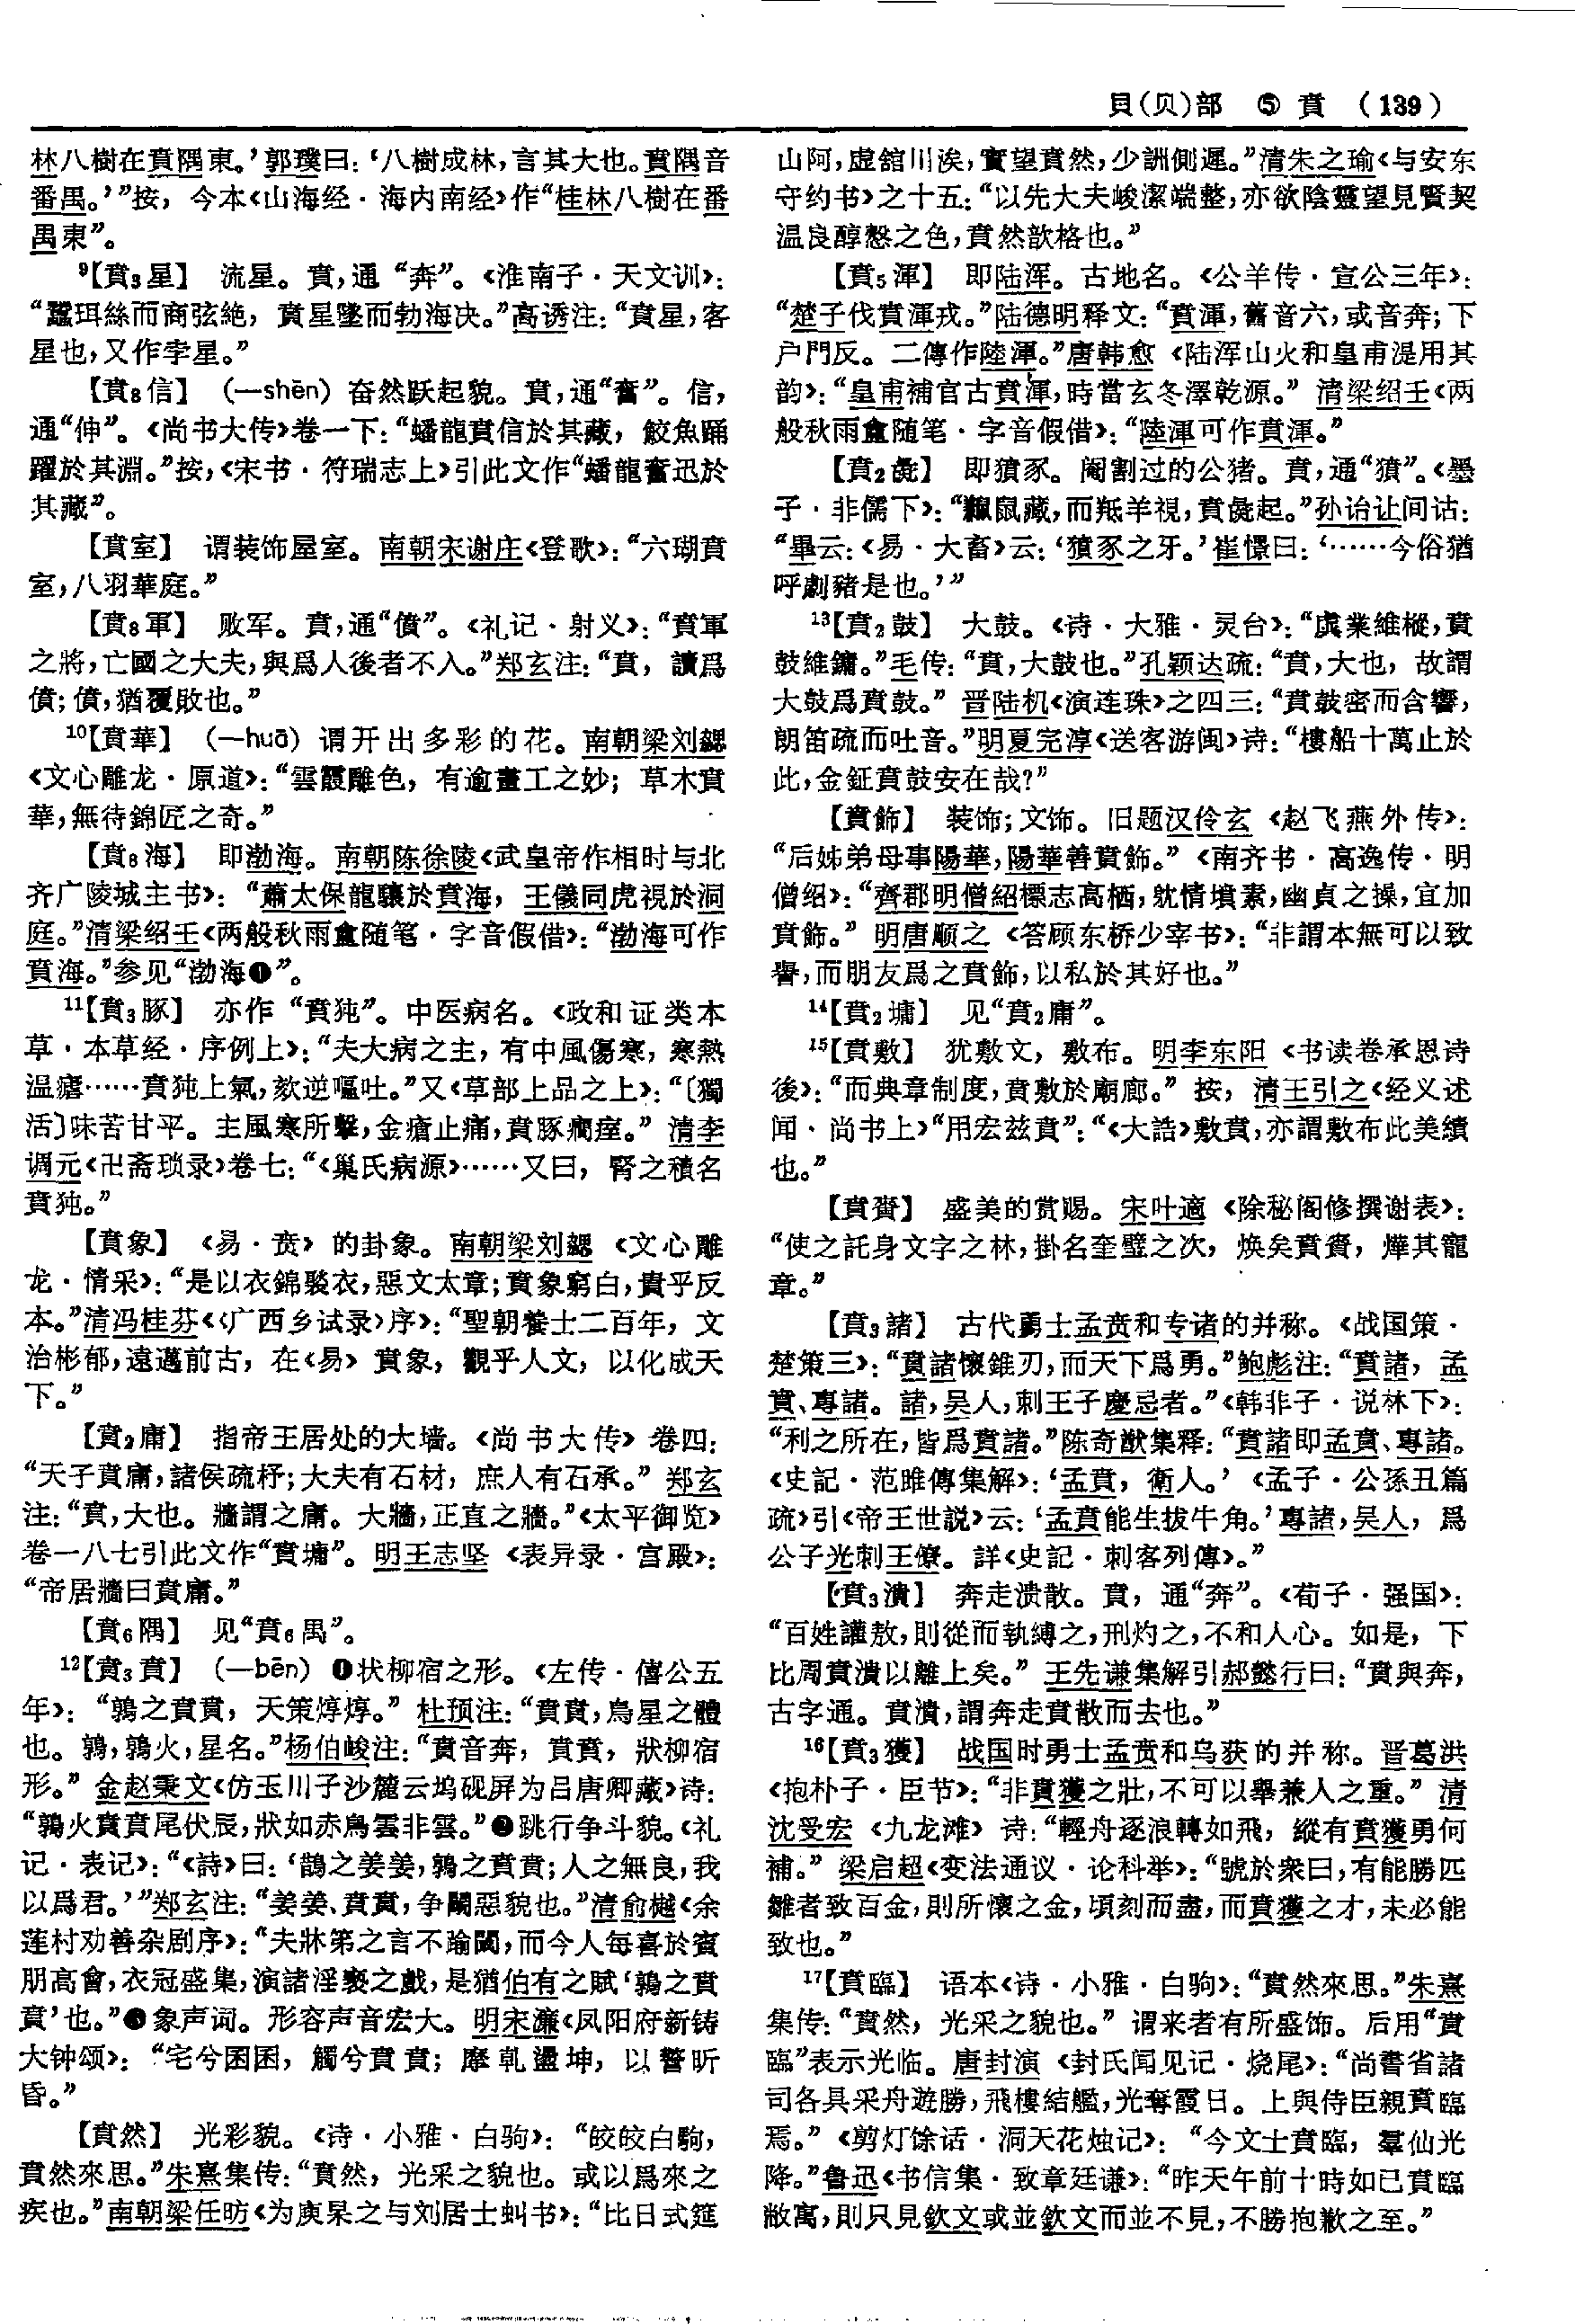 貝(贝)部 ⑤ 賁 (139)
林八樹在賁隅東。’郭璞曰:‘八樹成林,言其大也。賁隅音
番禺。’”按,今本《山海经·海内南经》作“桂林八樹在番
禺東”。
⁹【賁₃星】 流星。賁,通“奔”。《淮南子·天文训》:
“蠶珥絲而商弦絶,賁星墜而勃海决。”高诱注:“賁星,客
星也,又作孛星。”
【賁₈信】 (—shēn) 奋然跃起貌。賁,通“奮”。信,
通“伸”。《尚书大传》卷一下:“蟠龍賁信於其藏,鮫魚踊
躍於其淵。”按,《宋书·符瑞志上》引此文作“蟠龍奮迅於
其藏”。
【賁室】 谓装饰屋室。南朝宋谢庄《登歌》:“六瑚賁
室,八羽華庭。”
【賁₈軍】 败军。賁,通“僨”。《礼记·射义》:“賁軍
之將,亡國之大夫,與爲人後者不入。”郑玄注:“賁,讀爲
僨;僨,猶覆敗也。”
¹⁰【賁華】 (—huā) 谓开出多彩的花。南朝梁刘勰
《文心雕龙·原道》:“雲霞雕色,有逾畫工之妙;草木賁
華,無待錦匠之奇。”
【賁₈海】 即渤海。南朝陈徐陵《武皇帝作相时与北
齐广陵城主书》:“蕭太保龍驤於賁海,王儀同虎視於洞
庭。”清梁绍壬《两般秋雨盦随笔·字音假借》:“渤海可作
賁海。”参见“渤海❶”。
¹¹【賁₃豚】 亦作“賁㹠”。中医病名。《政和证类本
草·本草经·序例上》:“夫大病之主,有中風傷寒,寒熱
温瘧……賁㹠上氣,欬逆嘔吐。”又《草部上品之上》:“〔獨
活〕味苦甘平。主風寒所擊,金瘡止痛,賁豚癇痓。”清李
调元《卍斋琐录》卷七:“《巢氏病源》……又曰,腎之積名
賁㹠。”
【賁象】 《易·贲》的卦象。南朝梁刘勰《文心雕
龙·情采》:“是以衣錦褧衣,惡文太章;賁象窮白,貴乎反
本。”清冯桂芬《〈广西乡试录〉序》:“聖朝養士二百年,文
治彬郁,遠邁前古,在《易》賁象,觀乎人文,以化成天
下。”
【賁₂庸】 指帝王居处的大墙。《尚书大传》卷四:
“天子賁庸,諸侯疏杼;大夫有石材,庶人有石承。”郑玄
注:“賁,大也。牆謂之庸。大牆,正直之牆。”《太平御览》
卷一八七引此文作“賁墉”。明王志坚《表异录·宫殿》:
“帝居牆曰賁庸。”
【賁₆隅】 见“賁₆禺”。
¹²【賁₃賁】 (—bēn) ❶状柳宿之形。《左传·僖公五
年》:“鶉之賁賁,天策焞焞。”杜预注:“賁賁,鳥星之體
也。鶉,鶉火,星名。”杨伯峻注:“賁音奔,賁賁,狀柳宿
形。”金赵秉文《仿玉川子沙麓云坞砚屏为吕唐卿藏》诗:
“鶉火賁賁尾伏辰,狀如赤鳥雲非雲。”❷跳行争斗貌。《礼
记·表记》:“《詩》曰:‘鵲之姜姜,鶉之賁賁;人之無良,我
以爲君。’”郑玄注:“姜姜、賁賁,争鬭惡貌也。”清俞樾《余
莲村劝善杂剧序》:“夫牀笫之言不踰閾,而今人每喜於賓
朋高會,衣冠盛集,演諸淫褻之戲,是猶伯有之賦‘鶉之賁
賁’也。”❸象声词。形容声音宏大。明宋濂《凤阳府新铸
大钟颂》:“宅兮困困,觸兮賁賁;摩軋盪坤,以警昕
昏。”
【賁然】 光彩貌。《诗·小雅·白驹》:“皎皎白駒,
賁然來思。”朱熹集传:“賁然,光采之貌也。或以爲來之
疾也。”南朝梁任昉《为庾杲之与刘居士虬书》:“比日式筵
山阿,虚舘川涘,實望賁然,少詶側遲。”清朱之瑜《与安东
守约书》之十五:“以先大夫峻潔端整,亦欲陰靈望見賢契
温良醇慤之色,賁然歆格也。”
【賁₅渾】 即陆浑。古地名。《公羊传·宣公三年》:
“楚子伐賁渾戎。”陆德明释文:“賁渾,舊音六,或音奔;下
户門反。二傳作陸渾。”唐韩愈《陆浑山火和皇甫湜用其
韵》:“皇甫補官古賁渾,時當玄冬澤乾源。”清梁绍壬《两
般秋雨盦随笔·字音假借》:“陸渾可作賁渾。”
【賁₂彘】 即豶豕。阉割过的公猪。賁,通“豶”。《墨
子·非儒下》:“鼸鼠藏,而羝羊視,賁彘起。”孙诒让间诂:
“畢云:《易·大畜》云:‘豶豕之牙。’崔憬曰:‘……今俗猶
呼劇豬是也。’”
¹³【賁₂鼓】 大鼓。《诗·大雅·灵台》:“虡業維樅,賁
鼓維鏞。”毛传:“賁,大鼓也。”孔颖达疏:“賁,大也,故謂
大鼓爲賁鼓。”晋陆机《演连珠》之四三:“賁鼓密而含響,
朗笛疏而吐音。”明夏完淳《送客游闽》诗:“樓船十萬止於
此,金鉦賁鼓安在哉?”
【賁飾】 装饰;文饰。旧题汉伶玄《赵飞燕外传》:
“后姊弟母事陽華,陽華善賁飾。”《南齐书·高逸传·明
僧绍》:“齊郡明僧紹標志高栖,躭情墳素,幽貞之操,宜加
賁飾。”明唐顺之《答顾东桥少宰书》:“非謂本無可以致
譽,而朋友爲之賁飾,以私於其好也。”
¹⁴【賁₂墉】 见“賁₂庸”。
¹⁵【賁敷】 犹敷文,敷布。明李东阳《书读卷承恩诗
後》:“而典章制度,賁敷於廟廊。”按,清王引之《经义述
闻·尚书上》“用宏兹賁”:“《大誥》敷賁,亦謂敷布此美績
也。”
【賁賚】 盛美的赏赐。宋叶適《除秘阁修撰谢表》:
“使之託身文字之林,掛名奎壁之次,焕矣賁賚,燁其寵
章。”
【賁₃諸】 古代勇士孟贲和专诸的并称。《战国策·
楚策三》:“賁諸懷錐刃,而天下爲勇。”鲍彪注:“賁諸,孟
賁、專諸。諸,吴人,刺王子慶忌者。”《韩非子·说林下》:
“利之所在,皆爲賁諸。”陈奇猷集释:“賁諸即孟賁、專諸。
《史記·范雎傳集解》:‘孟賁,衛人。’《孟子·公孫丑篇
疏》引《帝王世説》云:‘孟賁能生拔牛角。’專諸,吴人,爲
公子光刺王僚。詳《史記·刺客列傳》。”
【賁₃潰】 奔走溃散。賁,通“奔”。《荀子·强国》:
“百姓讙敖,則從而執縛之,刑灼之,不和人心。如是,下
比周賁潰以離上矣。”王先谦集解引郝懿行曰:“賁與奔,
古字通。賁潰,謂奔走賁散而去也。”
¹⁶【賁₃獲】 战国时勇士孟贲和乌获的并称。晋葛洪
《抱朴子·臣节》:“非賁獲之壯,不可以舉兼人之重。”清
沈受宏《九龙滩》诗:“輕舟逐浪轉如飛,縱有賁獲勇何
補。”梁启超《变法通议·论科举》:“號於衆曰,有能勝匹
雛者致百金,則所懷之金,頃刻而盡,而賁獲之才,未必能
致也。”
¹⁷【賁臨】 语本《诗·小雅·白驹》:“賁然來思。”朱熹
集传:“賁然,光采之貌也。”谓来者有所盛饰。后用“賁
臨”表示光临。唐封演《封氏闻见记·烧尾》:“尚書省諸
司各具采舟遊勝,飛樓結艦,光奪霞日。上與侍臣親賁臨
焉。”《剪灯馀话·洞天花烛记》:“今文士賁臨,羣仙光
降。”鲁迅《书信集·致章廷谦》:“昨天午前十時如已賁臨
敝寓,則只見欽文或並欽文而並不見,不勝抱歉之至。”